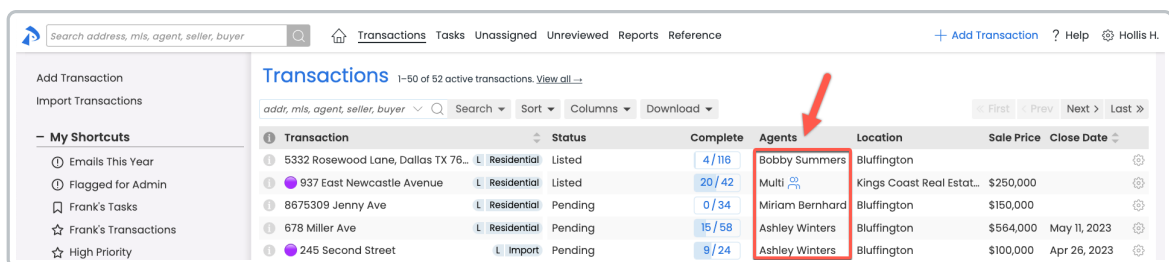 Search address, mls, agent, seller, buyer Transactions Tasks Unassigned Unreviewed Reports Reference + Add Transaction ? Help Hollis H.
Add Transaction
Import Transactions
– My Shortcuts
Emails This Year
Flagged for Admin
Frank's Tasks
Frank's Transactions
High Priority
Transactions 1-50 of 52 active transactions. View all →
addr, mls, agent, seller, buyer Search Sort Columns Download « First < Prev Next > Last »
Transaction Status Complete Agents Location Sale Price Close Date
5332 Rosewood Lane, Dallas TX 76... L Residential Listed 4/116 Bobby Summers Bluffington
937 East Newcastle Avenue L Residential Listed 20/42 Multi Kings Coast Real Estat... $250,000
8675309 Jenny Ave L Residential Pending 0/34 Miriam Bernhard Bluffington $150,000
678 Miller Ave L Residential Pending 15/58 Ashley Winters Bluffington $564,000 May 11, 2023
245 Second Street L Import Pending 9/24 Ashley Winters Bluffington $100,000 Apr 26, 2023